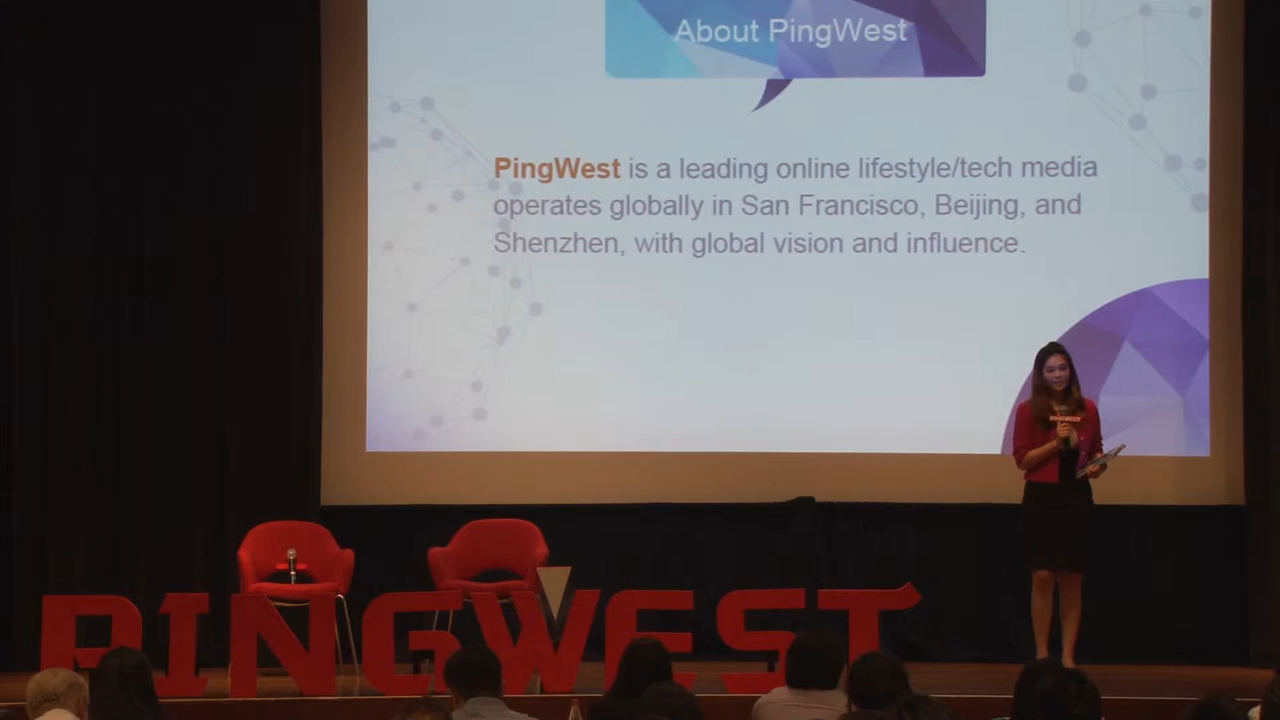 About PingWest
PingWest is a leading online lifestyle/tech media
operates globally in San Francisco, Beijing, and
Shenzhen, with global vision and influence.
PINGWEST
PINGWEST